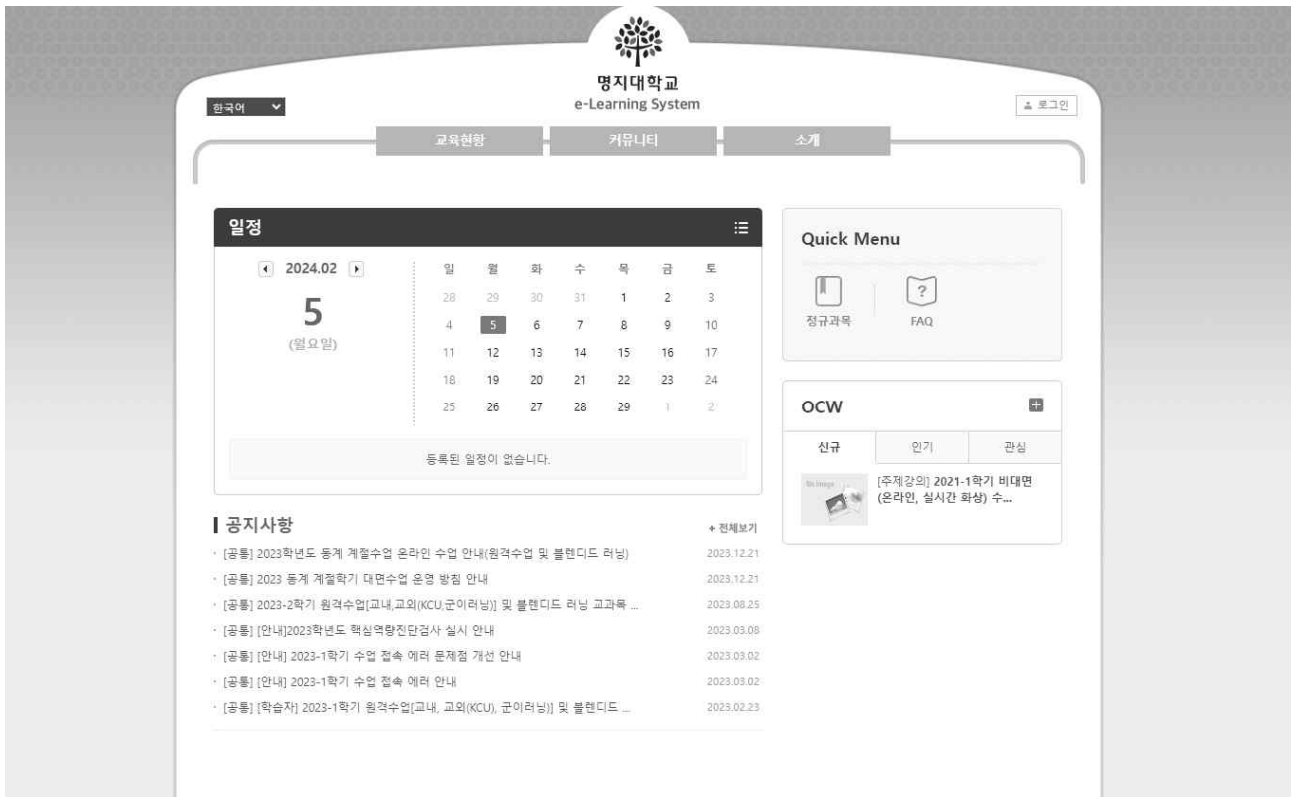 명지대학교
e-Learning System
한국어
로그인
교육현황 커뮤니티 소개
일정
2024.02
5
(월요일)
일 월 화 수 목 금 토
28 29 30 31 1 2 3
4 5 6 7 8 9 10
11 12 13 14 15 16 17
18 19 20 21 22 23 24
25 26 27 28 29 1 2
등록된 일정이 없습니다.
Quick Menu
정규과목 FAQ
OCW
신규 인기 관심
No image
[주제강의] 2021-1학기 비대면
(온라인, 실시간 화상) 수...
공지사항
+ 전체보기
· [공통] 2023학년도 동계 계절수업 온라인 수업 안내(원격수업 및 블렌디드 러닝) 2023.12.21
· [공통] 2023 동계 계절학기 대면수업 운영 방침 안내 2023.12.21
· [공통] 2023-2학기 원격수업[교내,교외(KCU,군이러닝)] 및 블렌디드 러닝 교과목 ... 2023.08.25
· [공통] [안내]2023학년도 핵심역량진단검사 실시 안내 2023.03.08
· [공통] [안내] 2023-1학기 수업 접속 에러 문제점 개선 안내 2023.03.02
· [공통] [안내] 2023-1학기 수업 접속 에러 안내 2023.03.02
· [공통] [학습자] 2023-1학기 원격수업[교내, 교외(KCU), 군이러닝)] 및 블렌디드 ... 2023.02.23